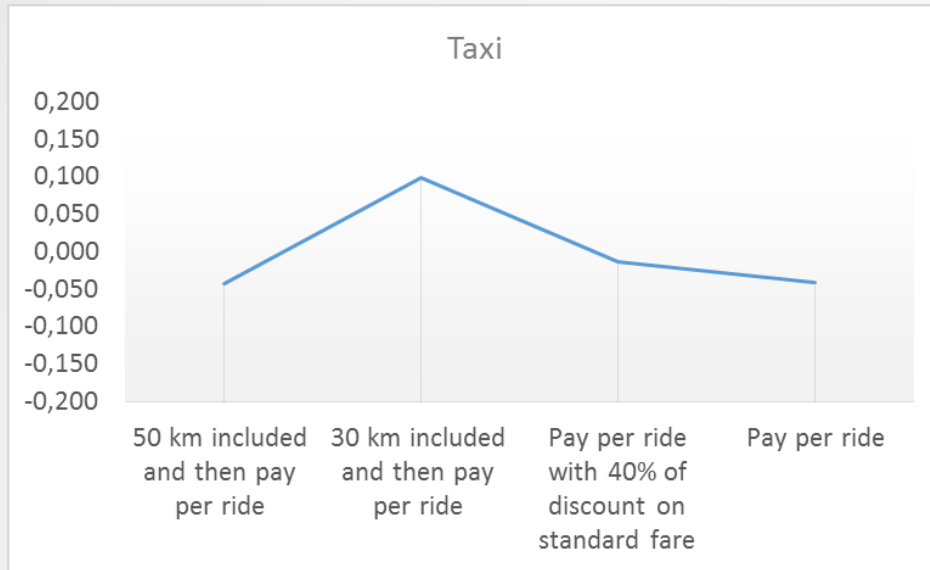 Taxi
0,200
0,150
0,100
0,050
0,000
-0,050
-0,100
-0,150
-0,200
50 km included
and then pay
per ride
30 km included
and then pay
per ride
Pay per ride
with 40% of
discount on
standard fare
Pay per ride